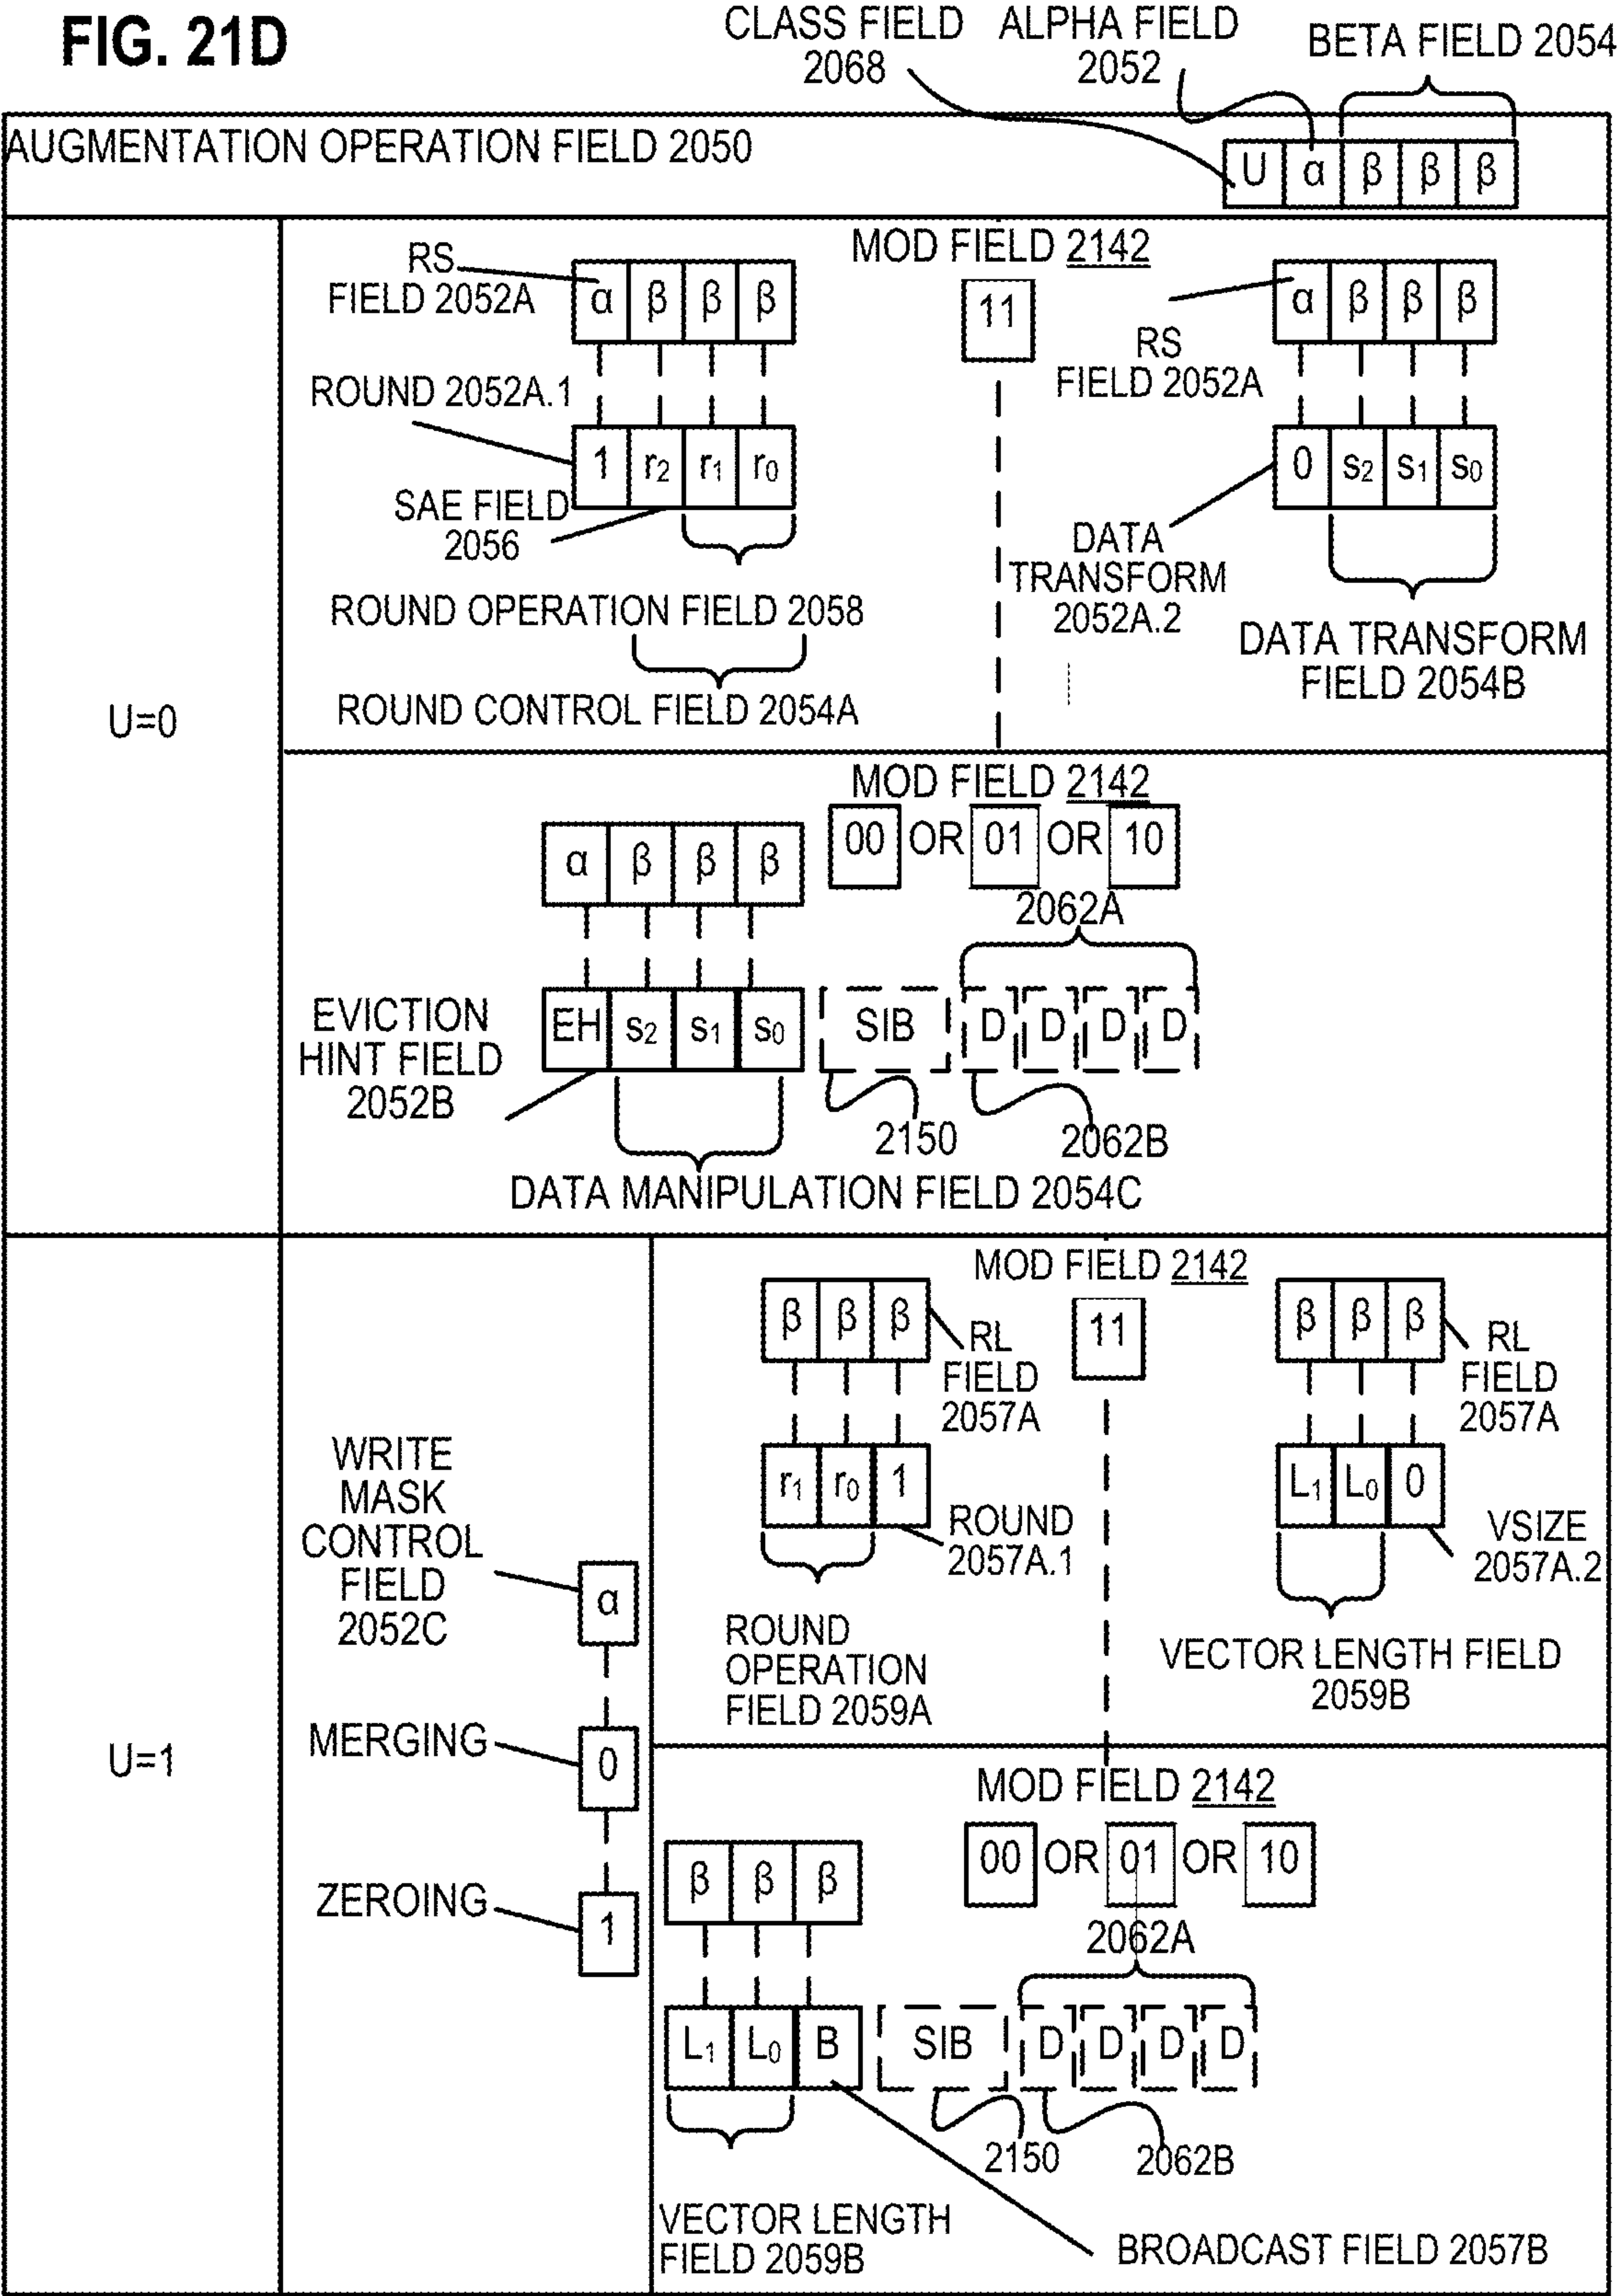 FIG. 21D
CLASS FIELD
2068
ALPHA FIELD
2052
BETA FIELD 2054
AUGMENTATION OPERATION FIELD 2050
U α β β β
U=0
MOD FIELD 2142
11
RS
FIELD 2052A
α β β β
ROUND 2052A.1
1 r2 r1 r0
SAE FIELD
2056
ROUND OPERATION FIELD 2058
ROUND CONTROL FIELD 2054A
α β β β
RS
FIELD 2052A
0 s2 s1 s0
DATA
TRANSFORM
2052A.2
DATA TRANSFORM
FIELD 2054B
MOD FIELD 2142
00 OR 01 OR 10
α β β β
2062A
EVICTION
HINT FIELD
2052B
EH s2 s1 s0 SIB D D D D
2150
2062B
DATA MANIPULATION FIELD 2054C
U=1
WRITE
MASK
CONTROL
FIELD
2052C
α
MERGING
0
ZEROING
1
MOD FIELD 2142
11
β β β
RL
FIELD
2057A
r1 r0 1
ROUND
2057A.1
ROUND
OPERATION
FIELD 2059A
β β β
RL
FIELD
2057A
L1 L0 0
VSIZE
2057A.2
VECTOR LENGTH FIELD
2059B
MOD FIELD 2142
00 OR 01 OR 10
β β β
2062A
L1 L0 B SIB D D D D
2150
2062B
VECTOR LENGTH
FIELD 2059B
BROADCAST FIELD 2057B